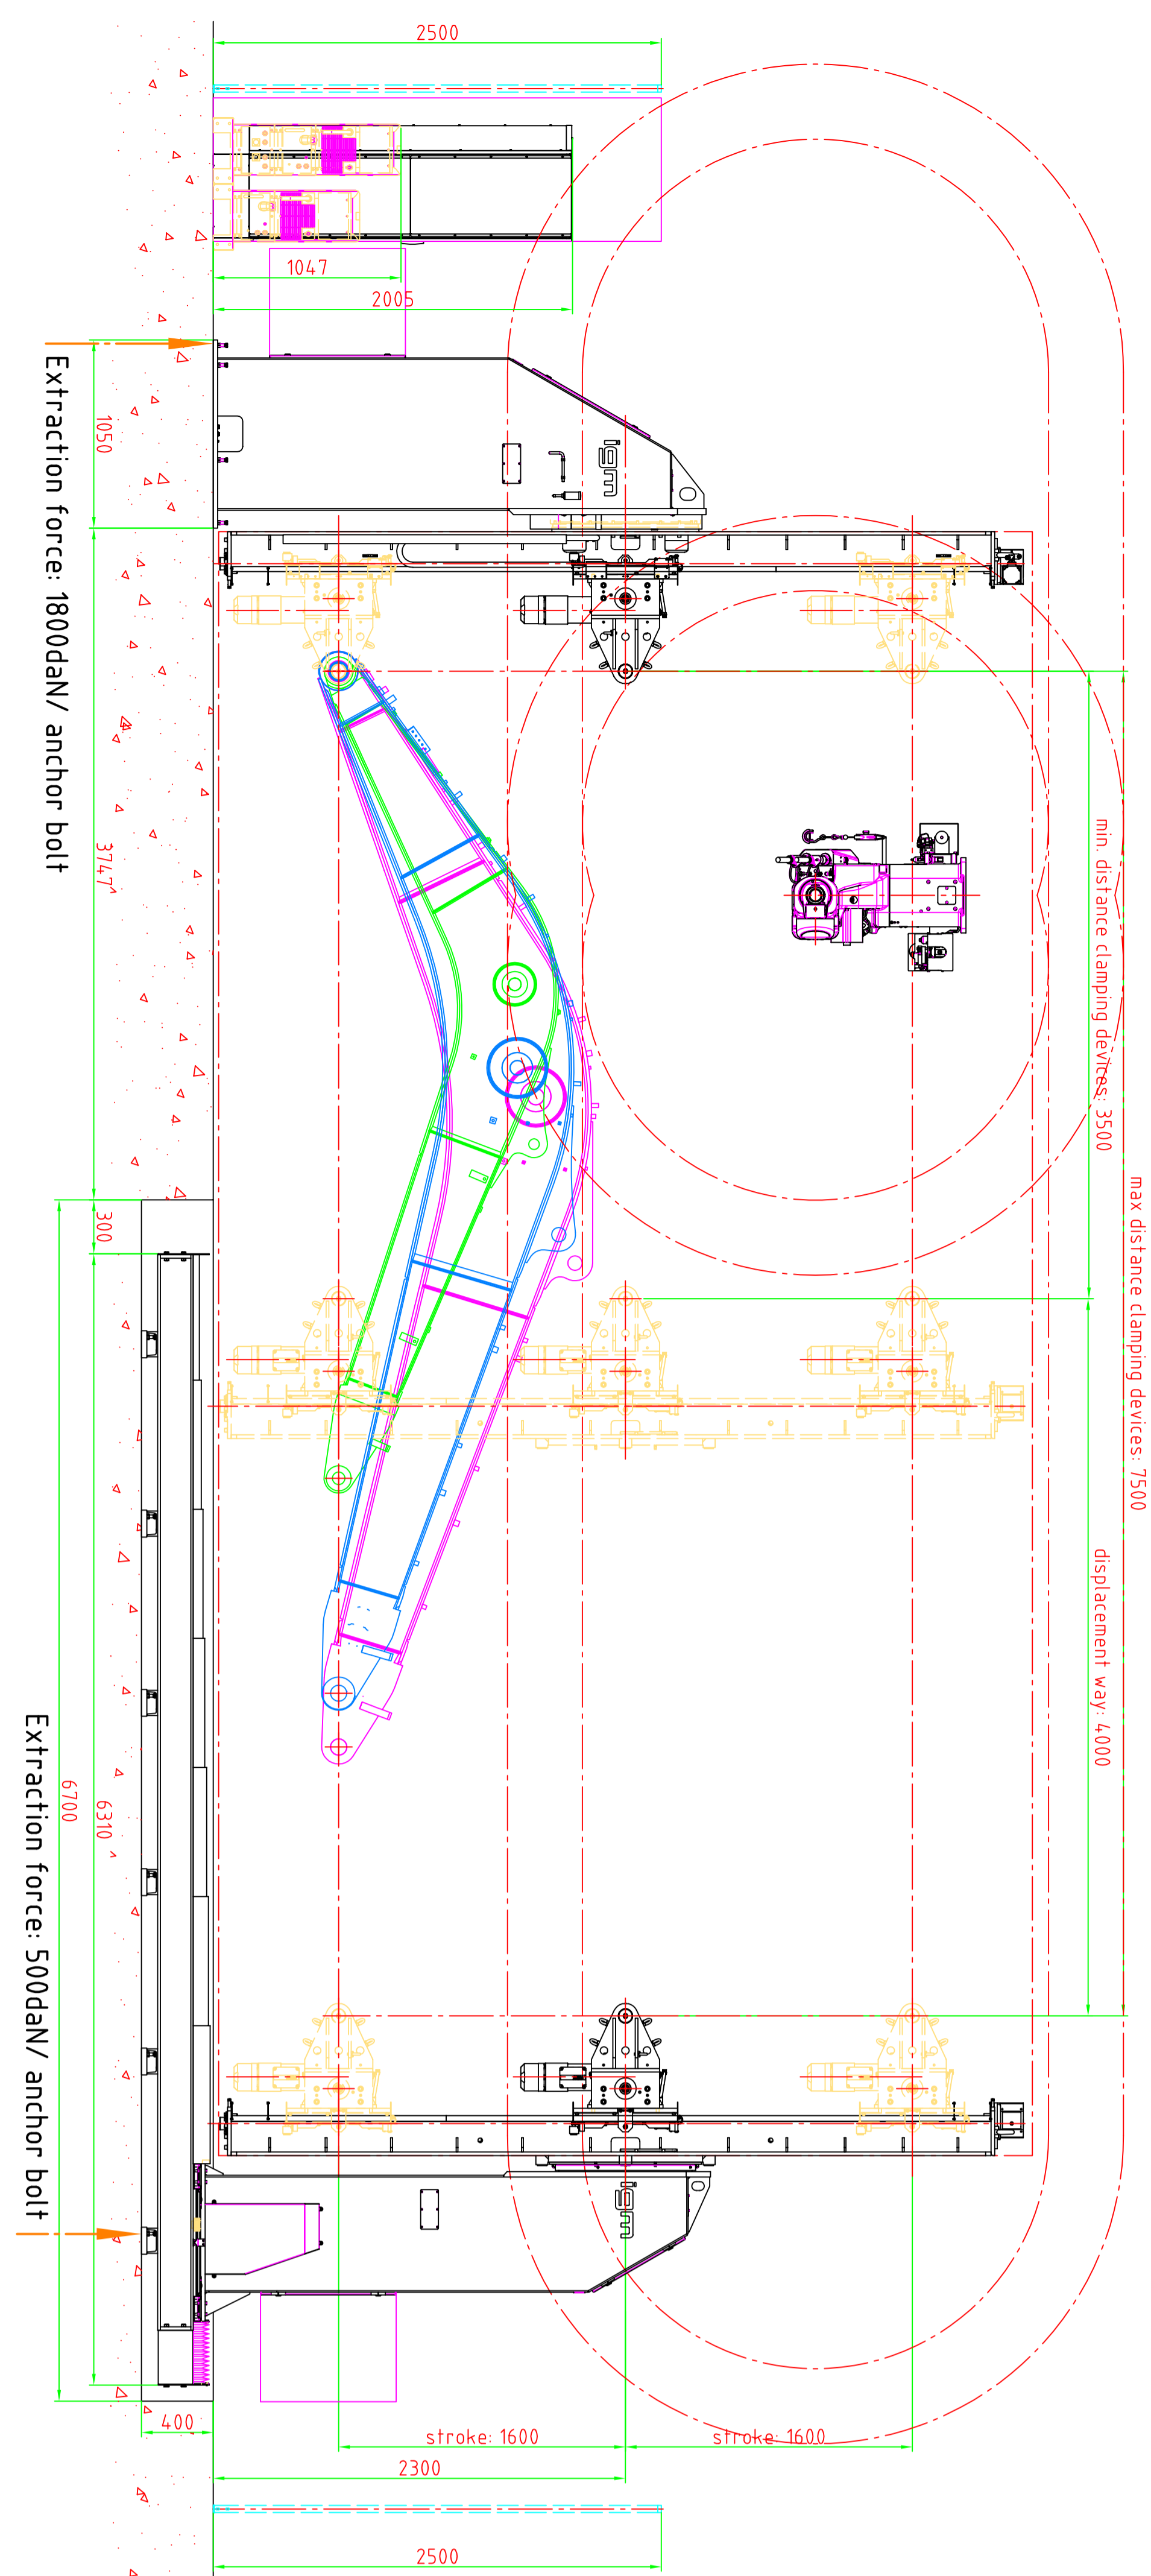 2500
1047
2005
1050
Extraction force: 1800daN/ anchor bolt
3747
igm
min. distance clamping devices: 3500
max distance clamping devices: 7500
displacement way: 4000
300
6310
6700
Extraction force: 500daN/ anchor bolt
igm
400
stroke: 1600
stroke: 1600
2300
2500